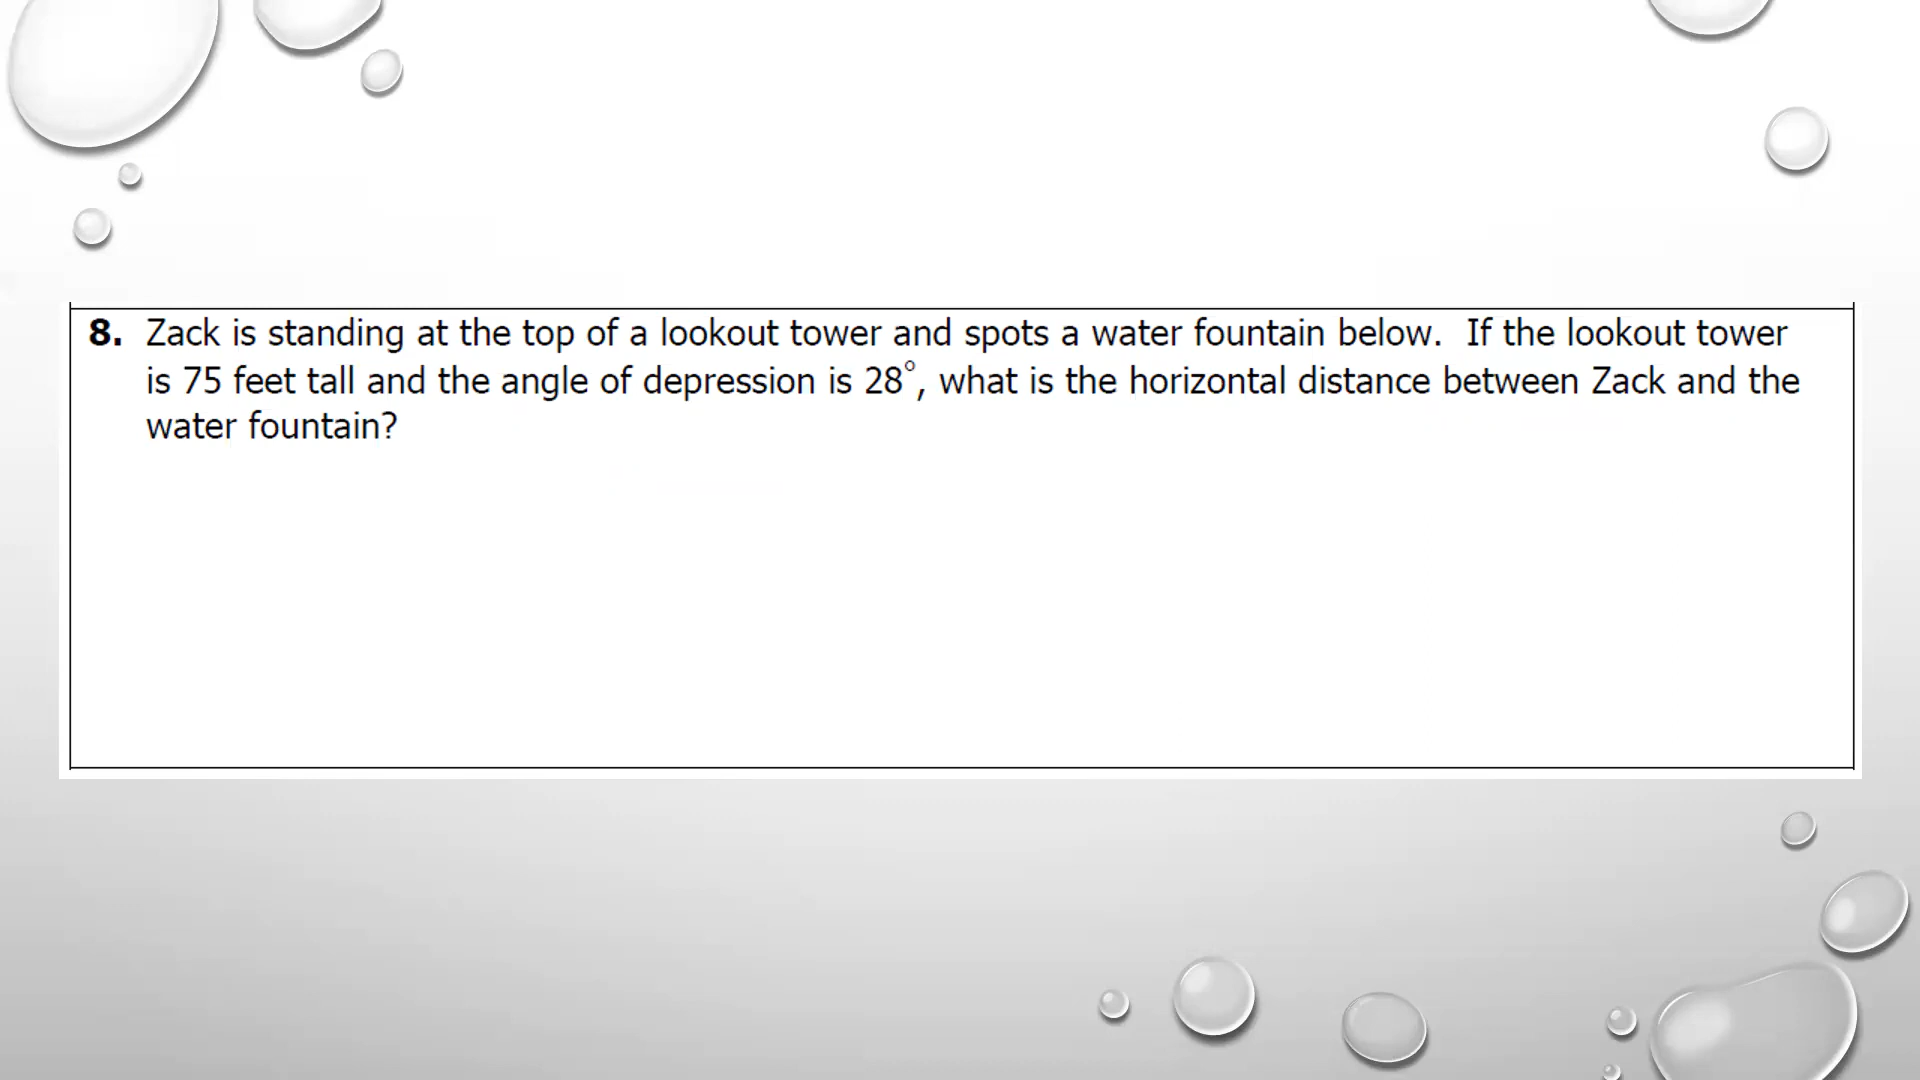 8. Zack is standing at the top of a lookout tower and spots a water fountain below. If the lookout tower
is 75 feet tall and the angle of depression is 28°, what is the horizontal distance between Zack and the
water fountain?